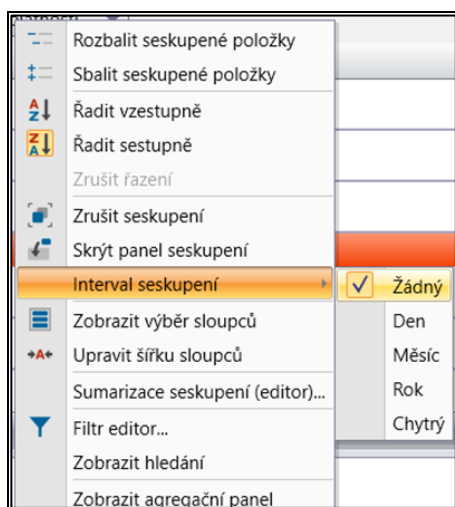 Rozbalit seskupené položky
Sbalit seskupené položky
Řadit vzestupně
Řadit sestupně
Zrušit řazení
Zrušit seskupení
Skrýt panel seskupení
Interval seskupení
Žádný
Zobrazit výběr sloupců
Den
Upravit šířku sloupců
Měsíc
Sumarizace seskupení (editor)...
Rok
Filtr editor...
Chytrý
Zobrazit hledání
Zobrazit agregační panel